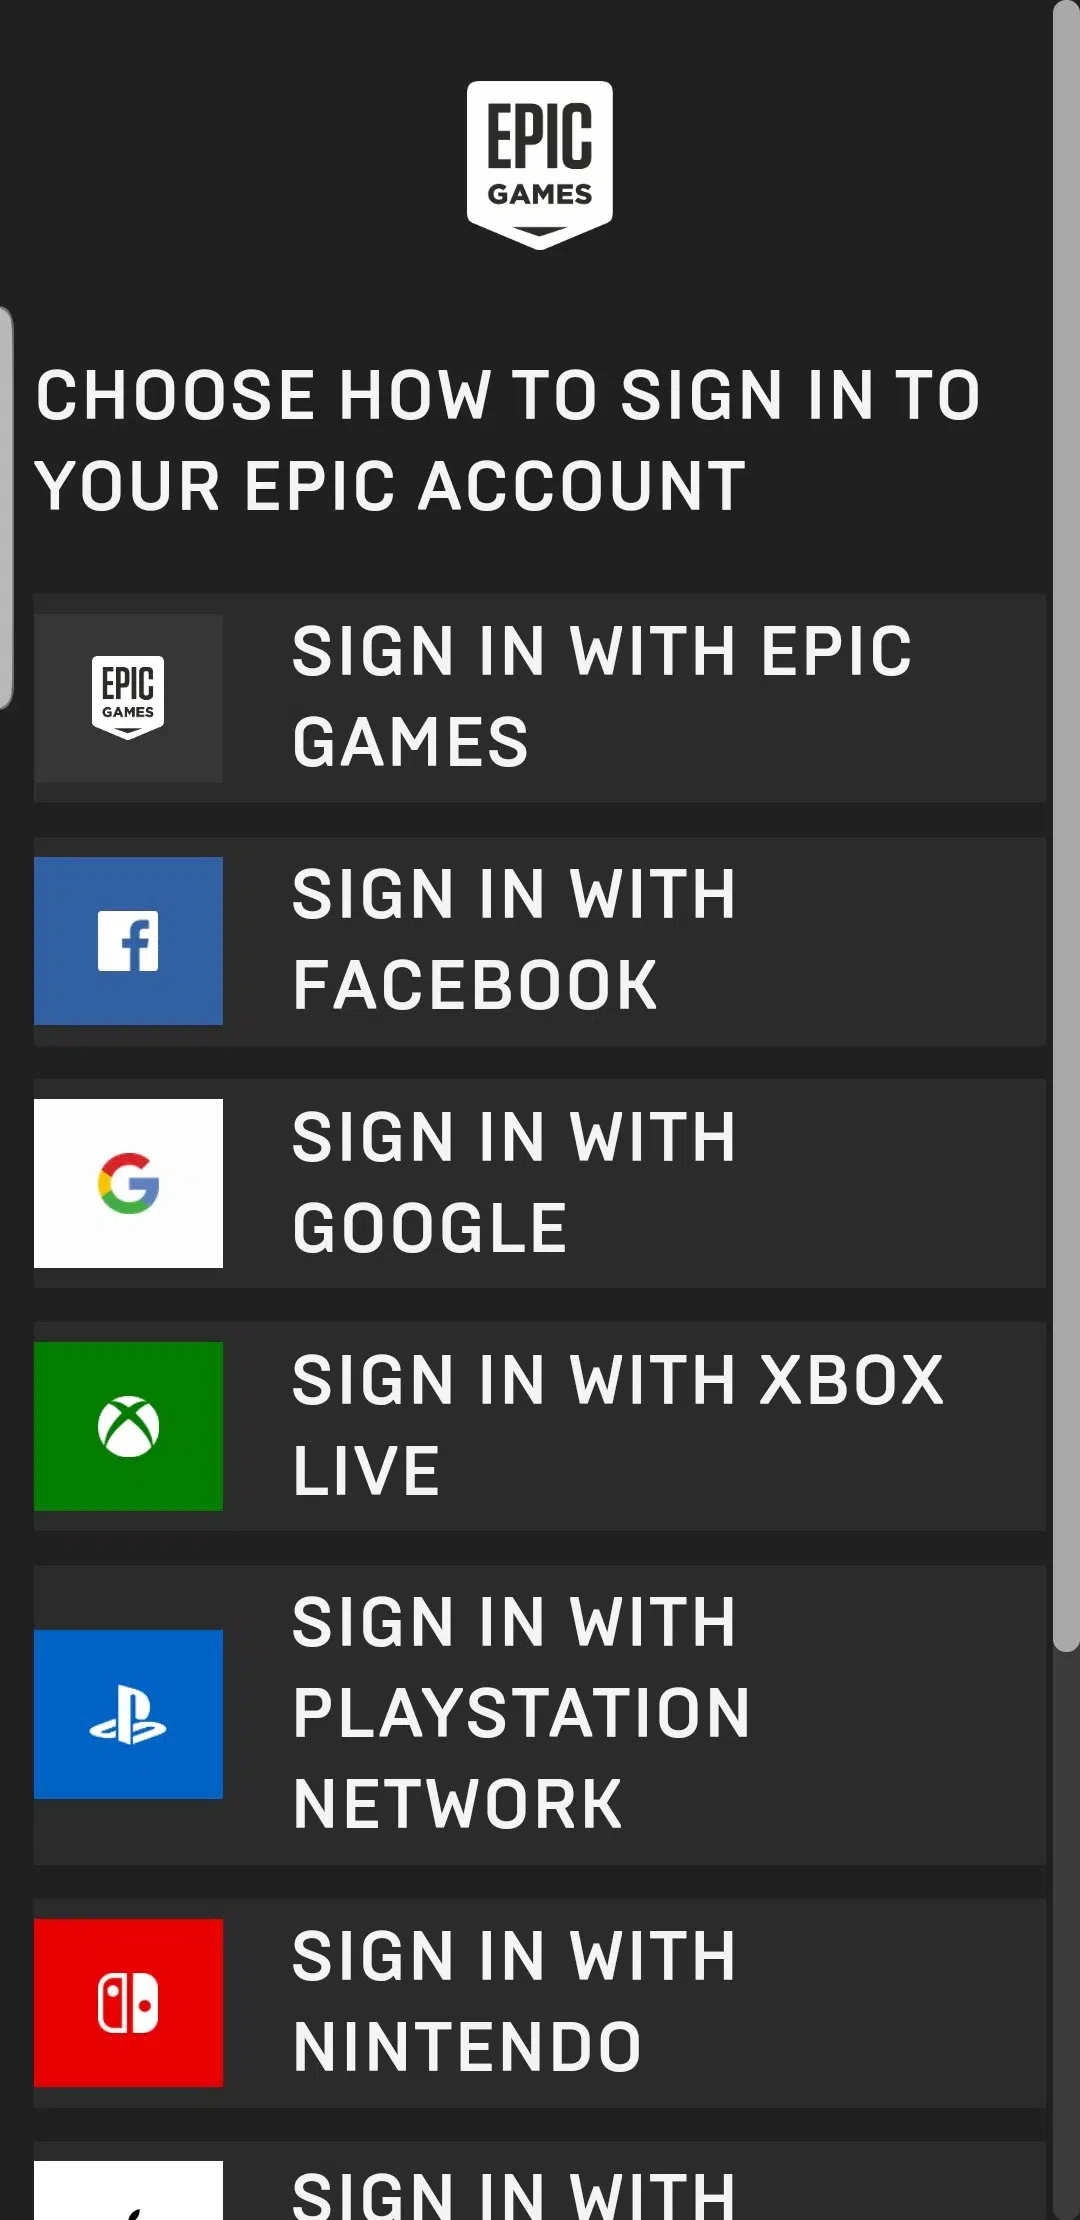 EPIC
GAMES
CHOOSE HOW TO SIGN IN TO
YOUR EPIC ACCOUNT
EPIC
GAMES
SIGN IN WITH EPIC
GAMES
SIGN IN WITH
FACEBOOK
SIGN IN WITH
GOOGLE
SIGN IN WITH XBOX
LIVE
SIGN IN WITH
PLAYSTATION
NETWORK
SIGN IN WITH
NINTENDO
SIGN IN WITH